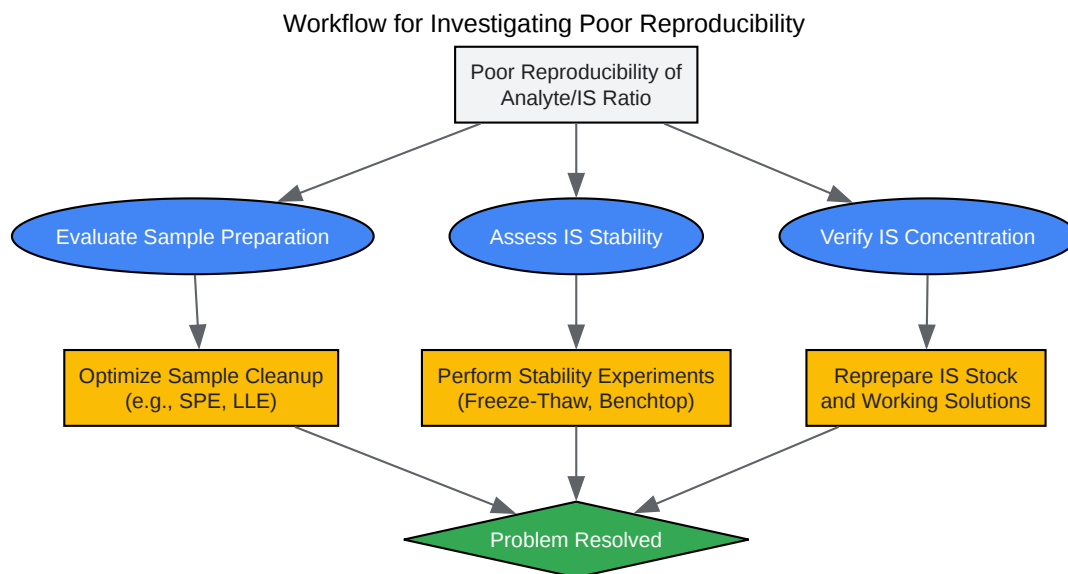 Workflow for Investigating Poor Reproducibility
Poor Reproducibility of
Analyte/IS Ratio
Evaluate Sample Preparation
Assess IS Stability
Verify IS Concentration
Optimize Sample Cleanup
(e.g., SPE, LLE)
Perform Stability Experiments
(Freeze-Thaw, Benchtop)
Reprepare IS Stock
and Working Solutions
Problem Resolved